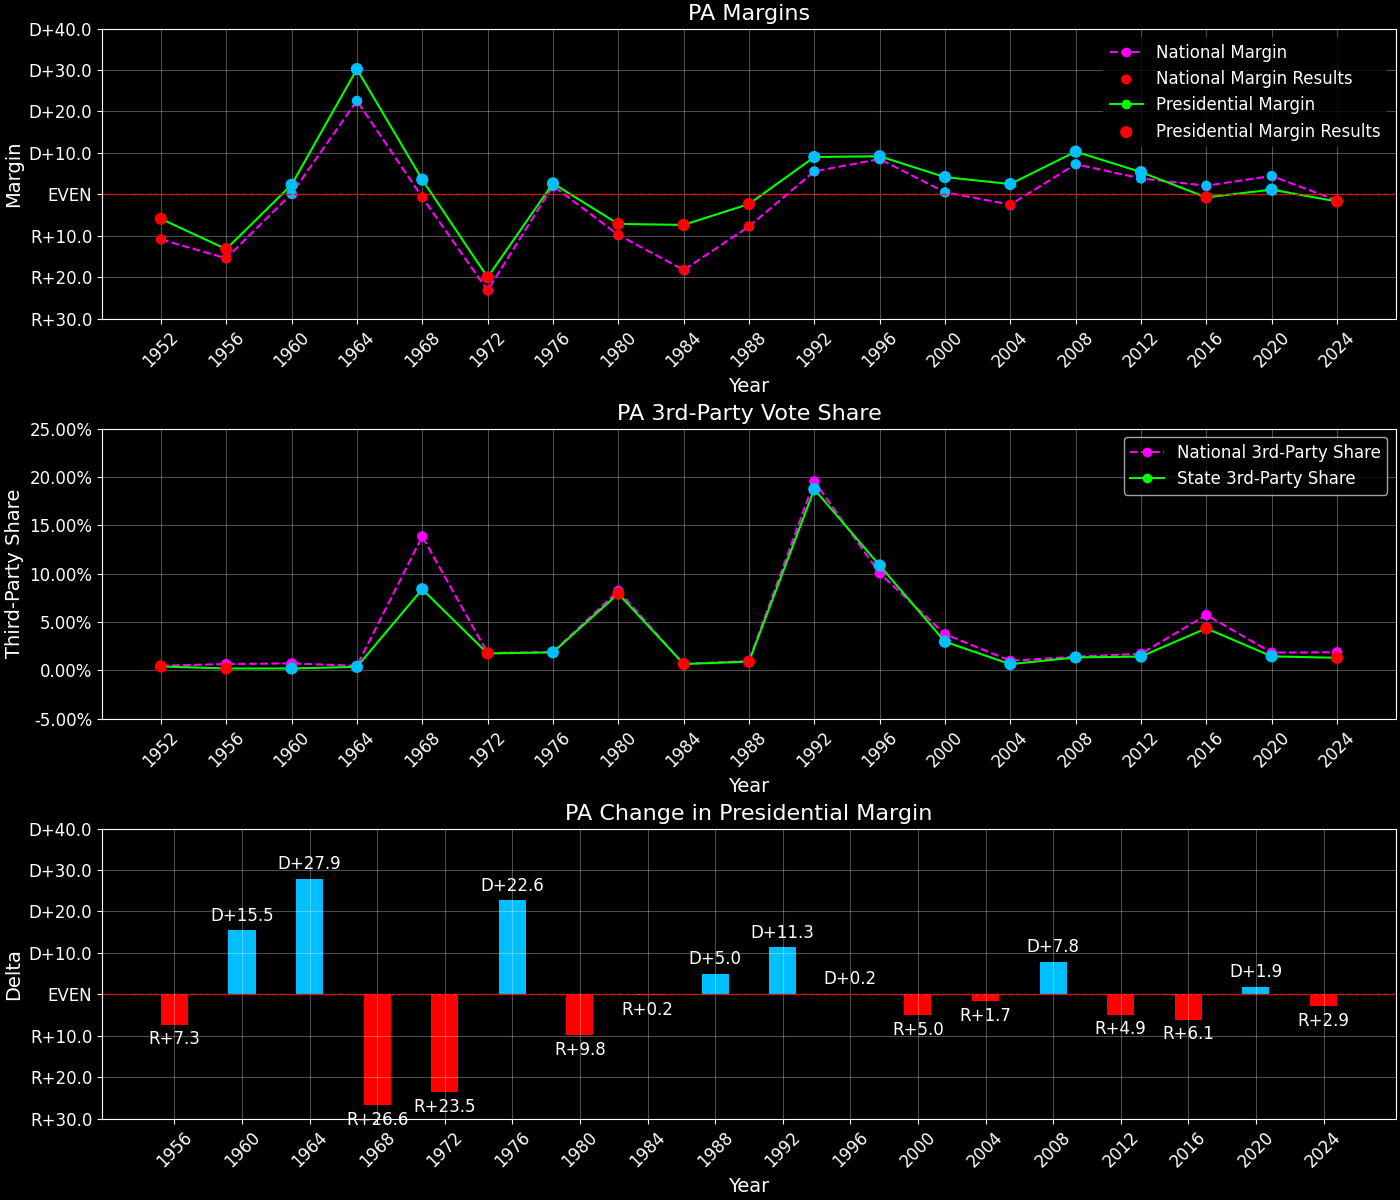 PA Margins
D+40.0
D+30.0
D+20.0
D+10.0
EVEN
R+10.0
R+20.0
R+30.0
Margin
National Margin
National Margin Results
Presidential Margin
Presidential Margin Results
1952 1956 1960 1964 1968 1972 1976 1980 1984 1988 1992 1996 2000 2004 2008 2012 2016 2020 2024
Year
PA 3rd-Party Vote Share
25.00%
20.00%
15.00%
10.00%
5.00%
0.00%
-5.00%
Third-Party Share
National 3rd-Party Share
State 3rd-Party Share
1952 1956 1960 1964 1968 1972 1976 1980 1984 1988 1992 1996 2000 2004 2008 2012 2016 2020 2024
Year
PA Change in Presidential Margin
D+40.0
D+30.0
D+20.0
D+10.0
EVEN
R+10.0
R+20.0
R+30.0
Delta
R+7.3
D+15.5
D+27.9
R+26.6
R+23.5
D+22.6
R+9.8
R+0.2
D+5.0
D+11.3
D+0.2
R+5.0
R+1.7
D+7.8
R+4.9
R+6.1
D+1.9
R+2.9
1956 1960 1964 1968 1972 1976 1980 1984 1988 1992 1996 2000 2004 2008 2012 2016 2020 2024
Year